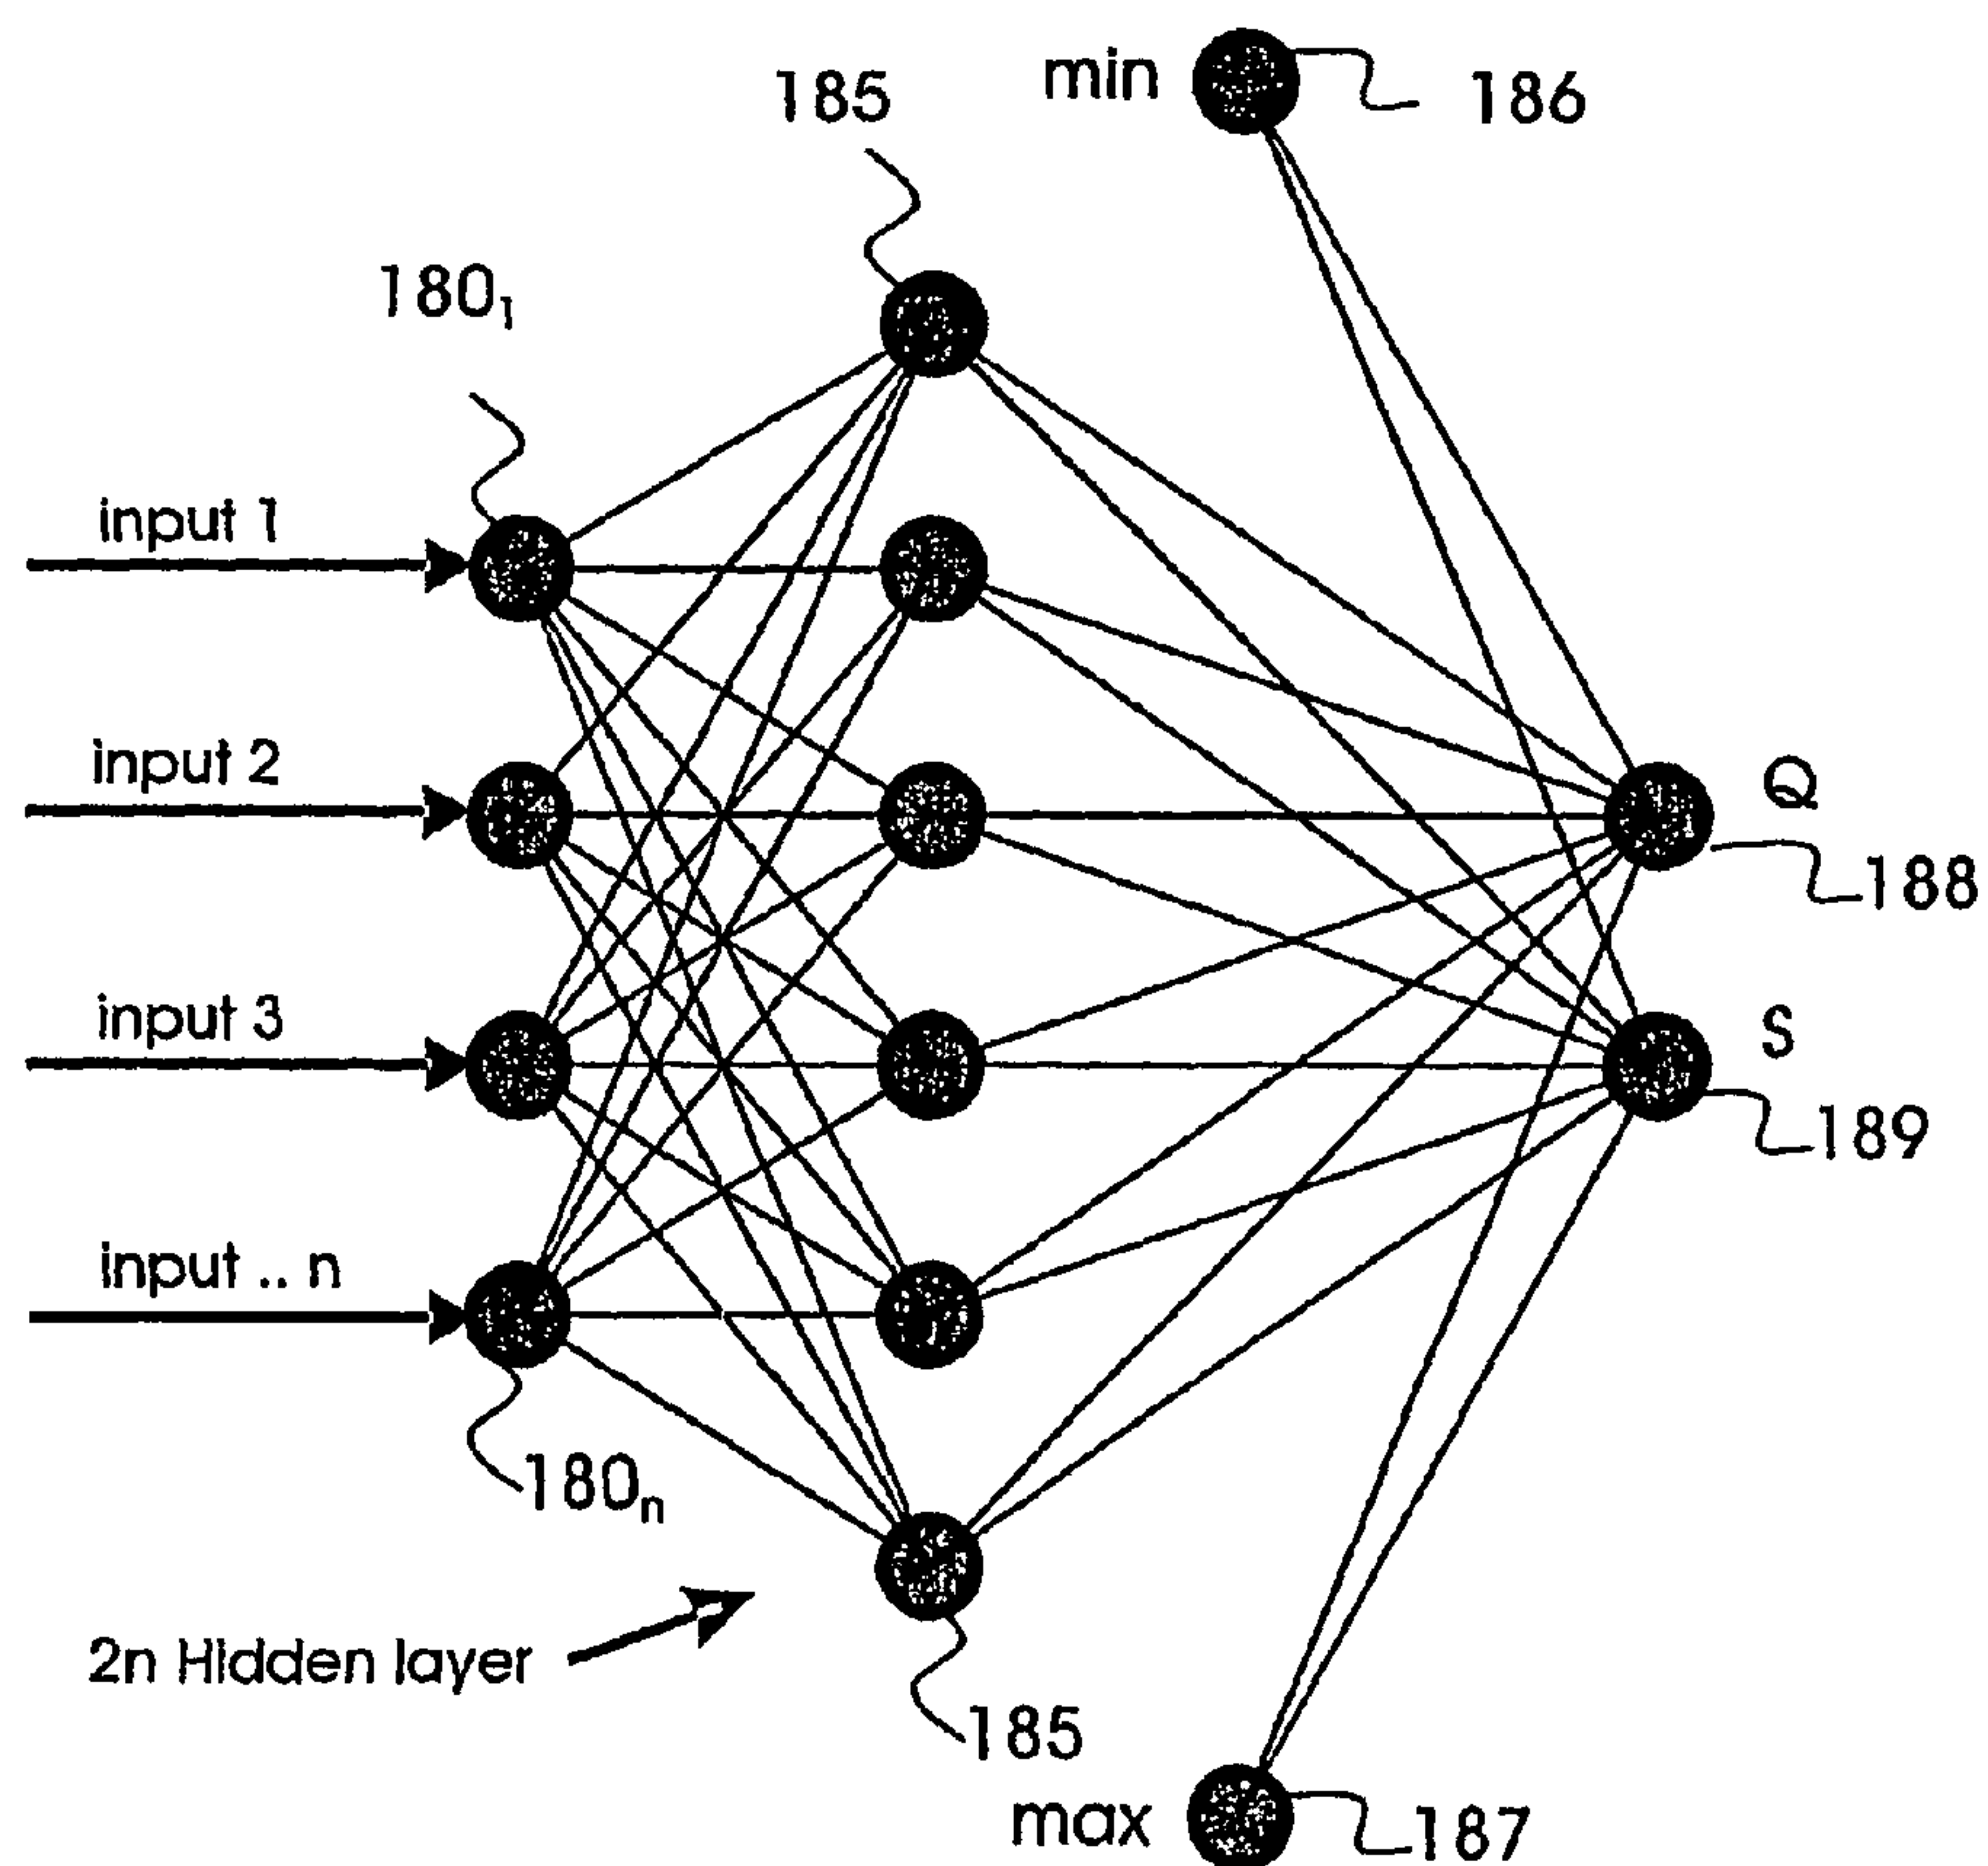 min
186
185
180₁
input 1
input 2
Q
188
input 3
S
189
input .. n
180ₙ
2n Hidden layer
185
max
187